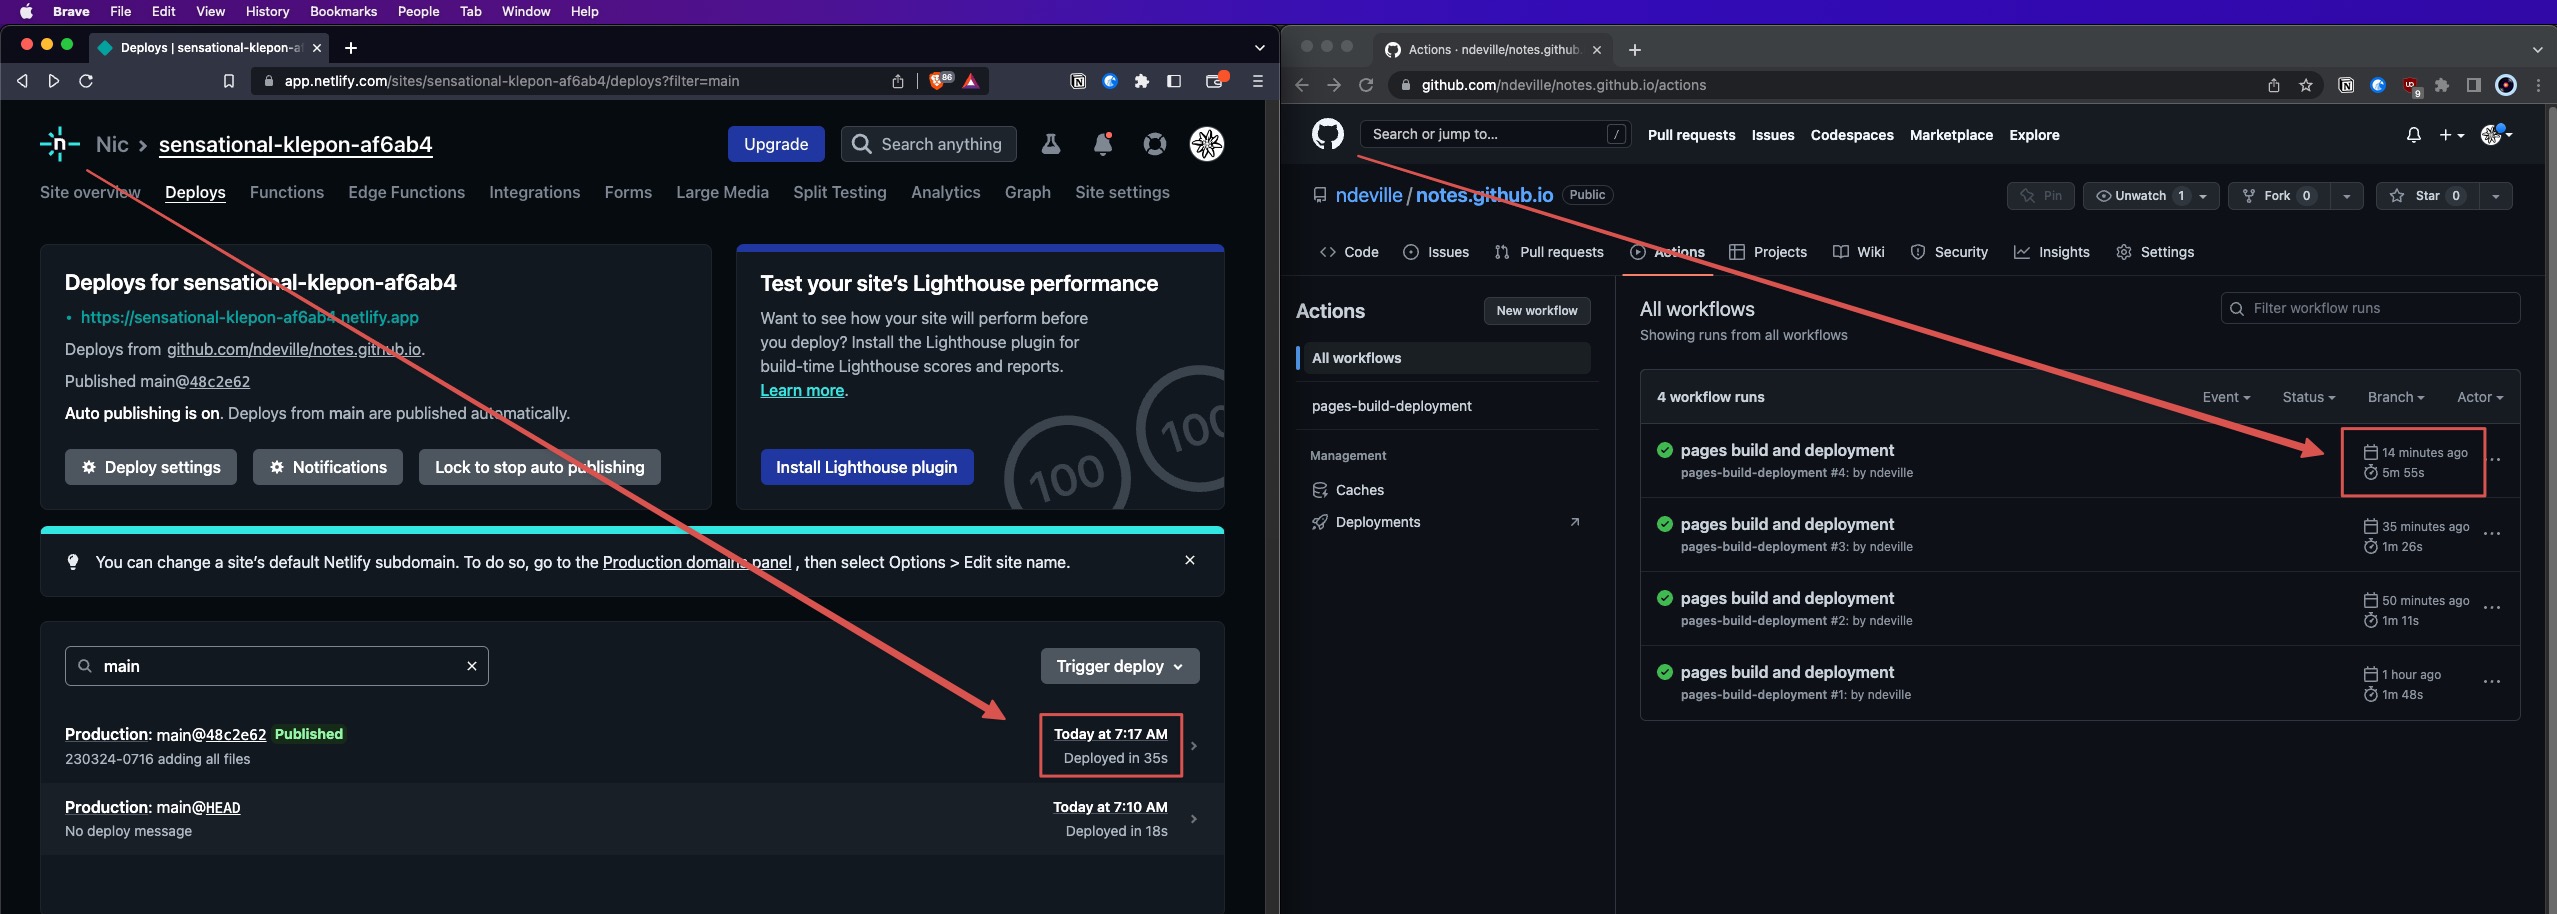 Brave File Edit View History Bookmarks People Tab Window Help
Deploys | sensational-klepon-af
app.netlify.com/sites/sensational-klepon-af6ab4/deploys?filter=main
86
Nic > sensational-klepon-af6ab4
Upgrade
Search anything
Site overview Deploys Functions Edge Functions Integrations Forms Large Media Split Testing Analytics Graph Site settings
Deploys for sensational-klepon-af6ab4
• https://sensational-klepon-af6ab4.netlify.app
Deploys from github.com/ndeville/notes.github.io.
Published main@48c2e62
Auto publishing is on. Deploys from main are published automatically.
Deploy settings
Notifications
Lock to stop auto publishing
Test your site's Lighthouse performance
Want to see how your site will perform before
you deploy? Install the Lighthouse plugin for
build-time Lighthouse scores and reports.
Learn more.
Install Lighthouse plugin
100
100
You can change a site's default Netlify subdomain. To do so, go to the Production domains panel , then select Options > Edit site name.
main
Trigger deploy
Production: main@48c2e62 Published
230324-0716 adding all files
Today at 7:17 AM
Deployed in 35s
Production: main@HEAD
No deploy message
Today at 7:10 AM
Deployed in 18s
Actions · ndeville/notes.github.
github.com/ndeville/notes.github.io/actions
9
Search or jump to... /
Pull requests Issues Codespaces Marketplace Explore
ndeville / notes.github.io Public
Pin
Unwatch 1
Fork 0
Star 0
Code Issues Pull requests Actions Projects Wiki Security Insights Settings
Actions
New workflow
All workflows
pages-build-deployment
Management
Caches
Deployments
All workflows
Showing runs from all workflows
Filter workflow runs
4 workflow runs
Event Status Branch Actor
pages build and deployment
pages-build-deployment #4: by ndeville
14 minutes ago
5m 55s
pages build and deployment
pages-build-deployment #3: by ndeville
35 minutes ago
1m 26s
pages build and deployment
pages-build-deployment #2: by ndeville
50 minutes ago
1m 11s
pages build and deployment
pages-build-deployment #1: by ndeville
1 hour ago
1m 48s